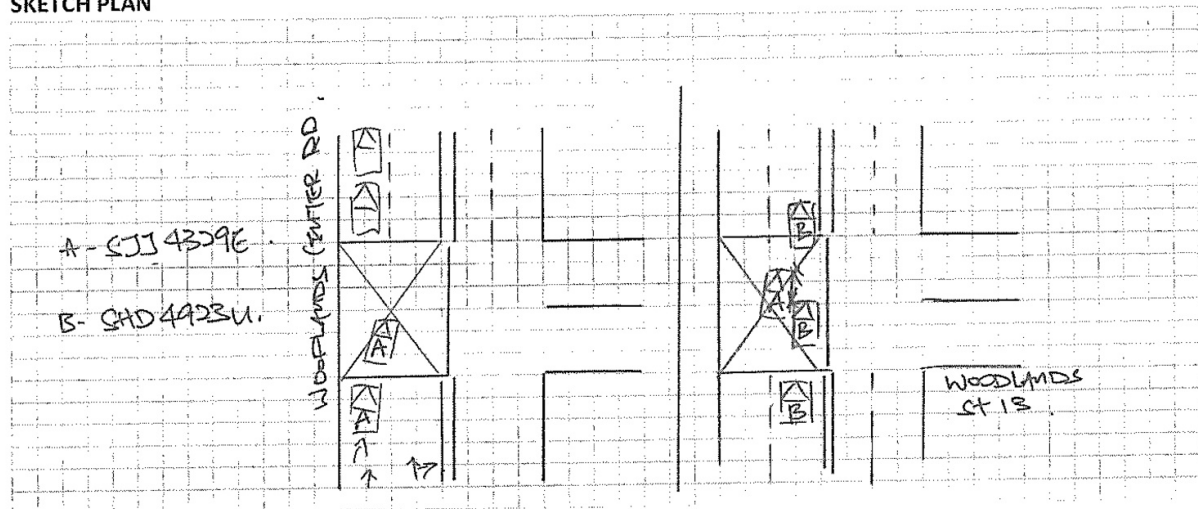 SKETCH PLAN
WOODLANDS CENTER RD.
A - SJJ 4329E.
B - SHD 4923U.
A
A
B
A
B
B
WOODLANDS
St 13.